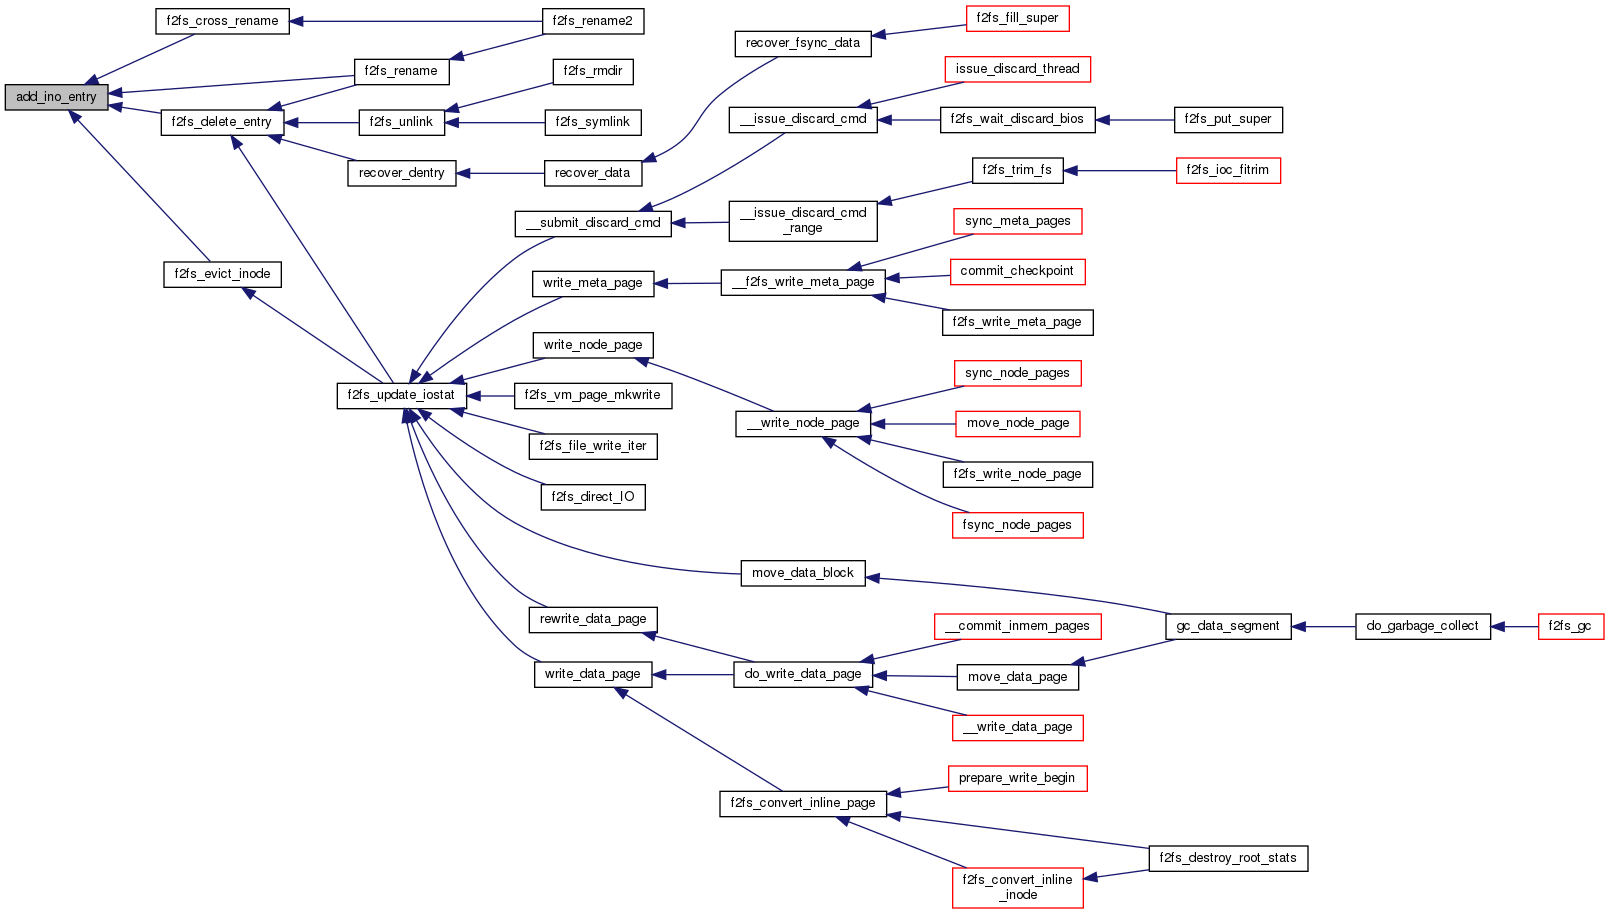 add_ino_entry
f2fs_cross_rename
f2fs_rename2
f2fs_rename
f2fs_rmdir
f2fs_delete_entry
f2fs_unlink
f2fs_symlink
recover_dentry
recover_data
recover_fsync_data
f2fs_fill_super
issue_discard_thread
__issue_discard_cmd
f2fs_wait_discard_bios
f2fs_put_super
f2fs_trim_fs
f2fs_ioc_fitrim
__submit_discard_cmd
__issue_discard_cmd
_range
sync_meta_pages
f2fs_evict_inode
write_meta_page
__f2fs_write_meta_page
commit_checkpoint
f2fs_write_meta_page
write_node_page
sync_node_pages
f2fs_update_iostat
f2fs_vm_page_mkwrite
__write_node_page
move_node_page
f2fs_file_write_iter
f2fs_write_node_page
f2fs_direct_IO
fsync_node_pages
move_data_block
rewrite_data_page
__commit_inmem_pages
gc_data_segment
do_garbage_collect
f2fs_gc
write_data_page
do_write_data_page
move_data_page
__write_data_page
prepare_write_begin
f2fs_convert_inline_page
f2fs_destroy_root_stats
f2fs_convert_inline
_inode